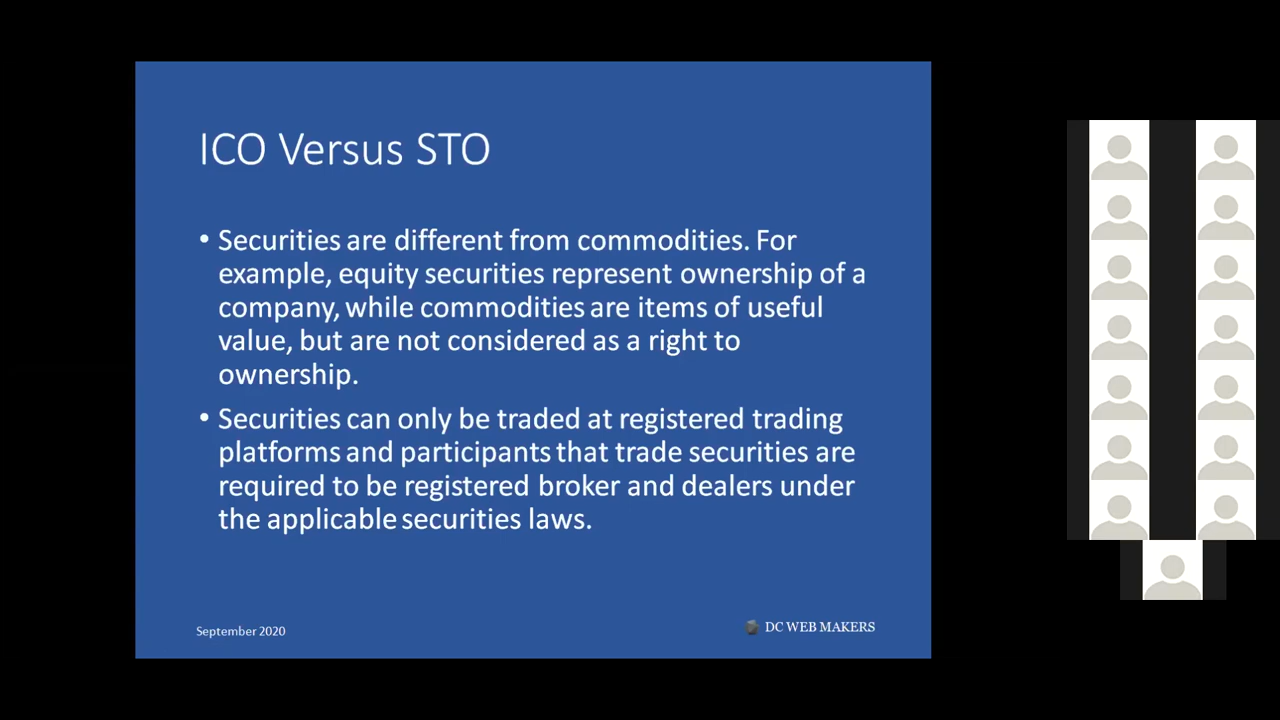 ICO Versus STO
• Securities are different from commodities. For
example, equity securities represent ownership of a
company, while commodities are items of useful
value, but are not considered as a right to
ownership.
• Securities can only be traded at registered trading
platforms and participants that trade securities are
required to be registered broker and dealers under
the applicable securities laws.
September 2020
DC WEB MAKERS